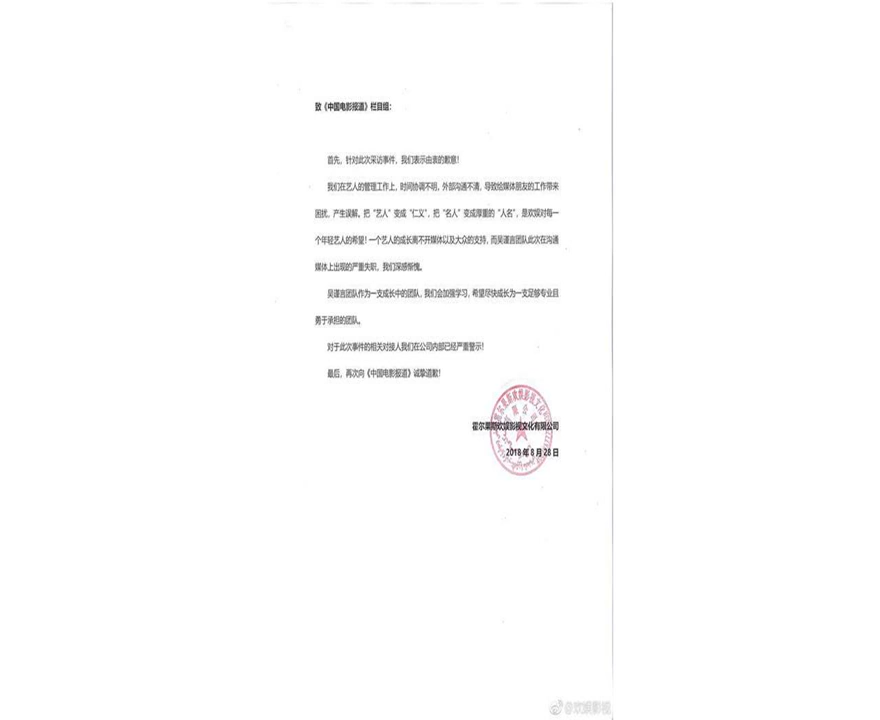 致《中国电影报道》栏目组：
首先，针对此次采访事件，我们表示由衷的歉意！
我们在艺人的管理工作上，时间协调不明，外部沟通不清，导致给媒体朋友的工作带来
困扰，产生误解。把“艺人”变成“仁义”，把“名人”变成厚重的“人名”，是欢娱对每一
个年轻艺人的希望！一个艺人的成长离不开媒体以及大众的支持，而吴谨言团队此次在沟通
媒体上出现的严重失职，我们深感惭愧。
吴谨言团队作为一支成长中的团队，我们会加强学习，希望尽快成长为一支足够专业且
勇于承担的团队。
对于此次事件的相关对接人我们在公司内部已经严重警示！
最后，再次向《中国电影报道》诚挚道歉！
霍尔果斯欢娱影视文化有限公司
2018 年 8 月 28 日
@欢娱影视